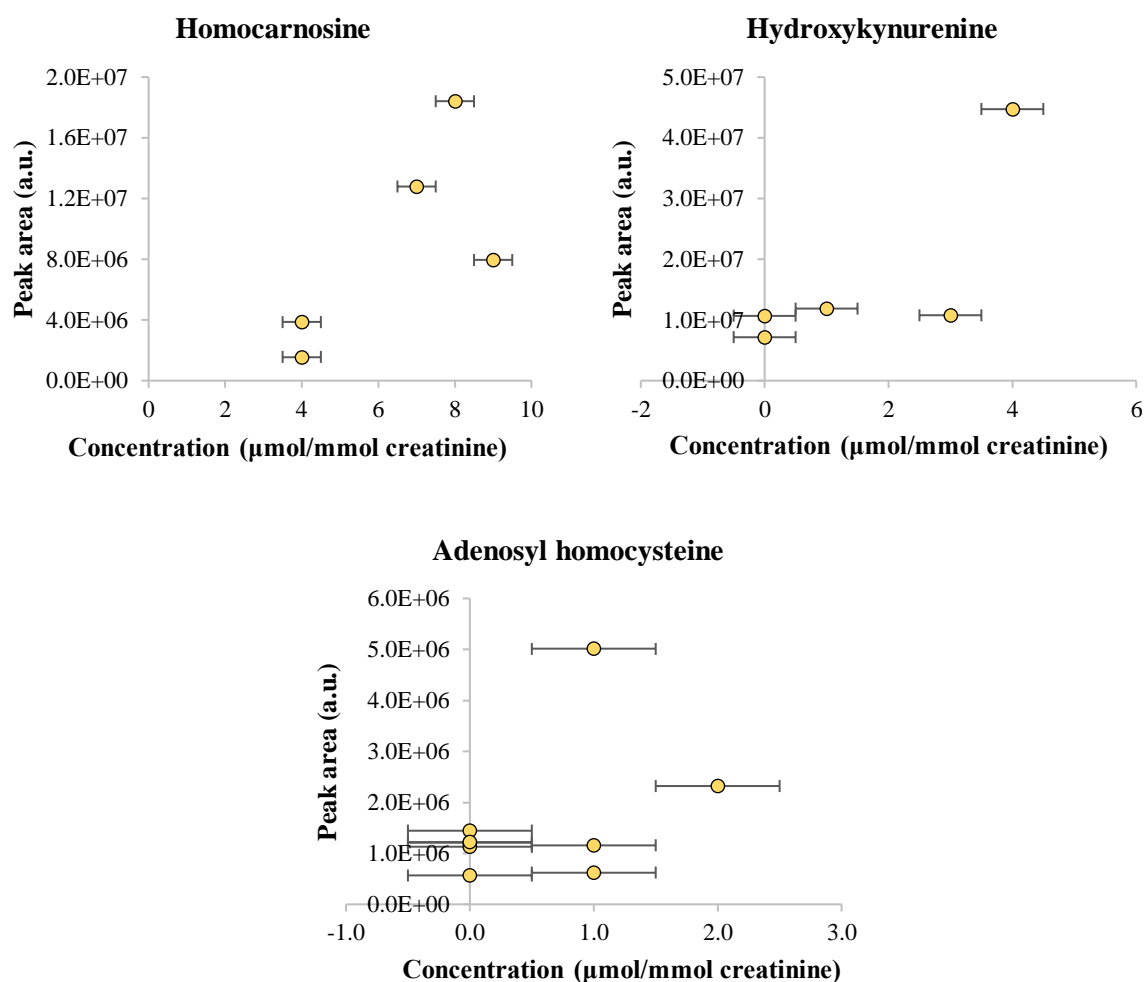 Homocarnosine
2.0E+07
1.6E+07
1.2E+07
8.0E+06
4.0E+06
0.0E+00
Peak area (a.u.)
0 2 4 6 8 10
Concentration (µmol/mmol creatinine)
Hydroxykynurenine
5.0E+07
4.0E+07
3.0E+07
2.0E+07
1.0E+07
0.0E+00
Peak area (a.u.)
-2 0 2 4 6
Concentration (µmol/mmol creatinine)
Adenosyl homocysteine
6.0E+06
5.0E+06
4.0E+06
3.0E+06
2.0E+06
1.0E+06
0.0E+00
Peak area (a.u.)
-1.0 0.0 1.0 2.0 3.0
Concentration (µmol/mmol creatinine)